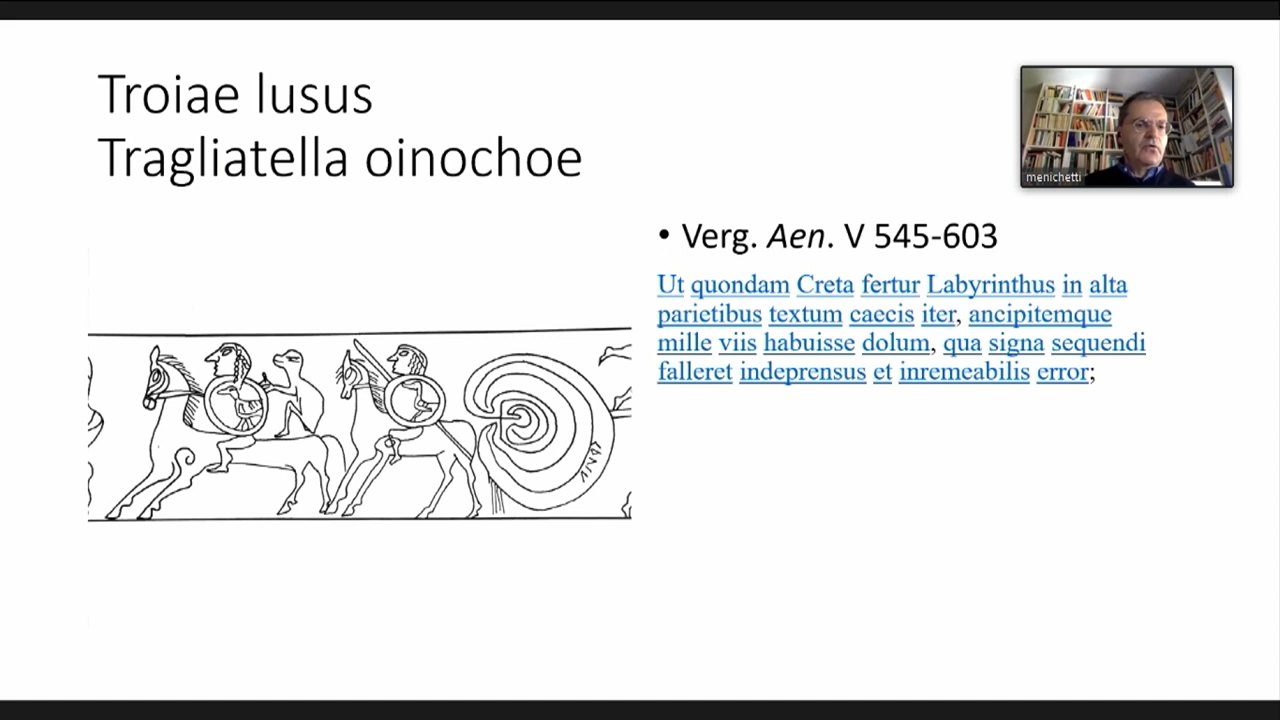 Troiae lusus
Tragliatella oinochoe
menichetti
• Verg. Aen. V 545-603
Ut quondam Creta fertur Labyrinthus in alta
parietibus textum caecis iter, ancipitemque
mille viis habuisse dolum, qua signa sequendi
falleret indeprensus et inremeabilis error;